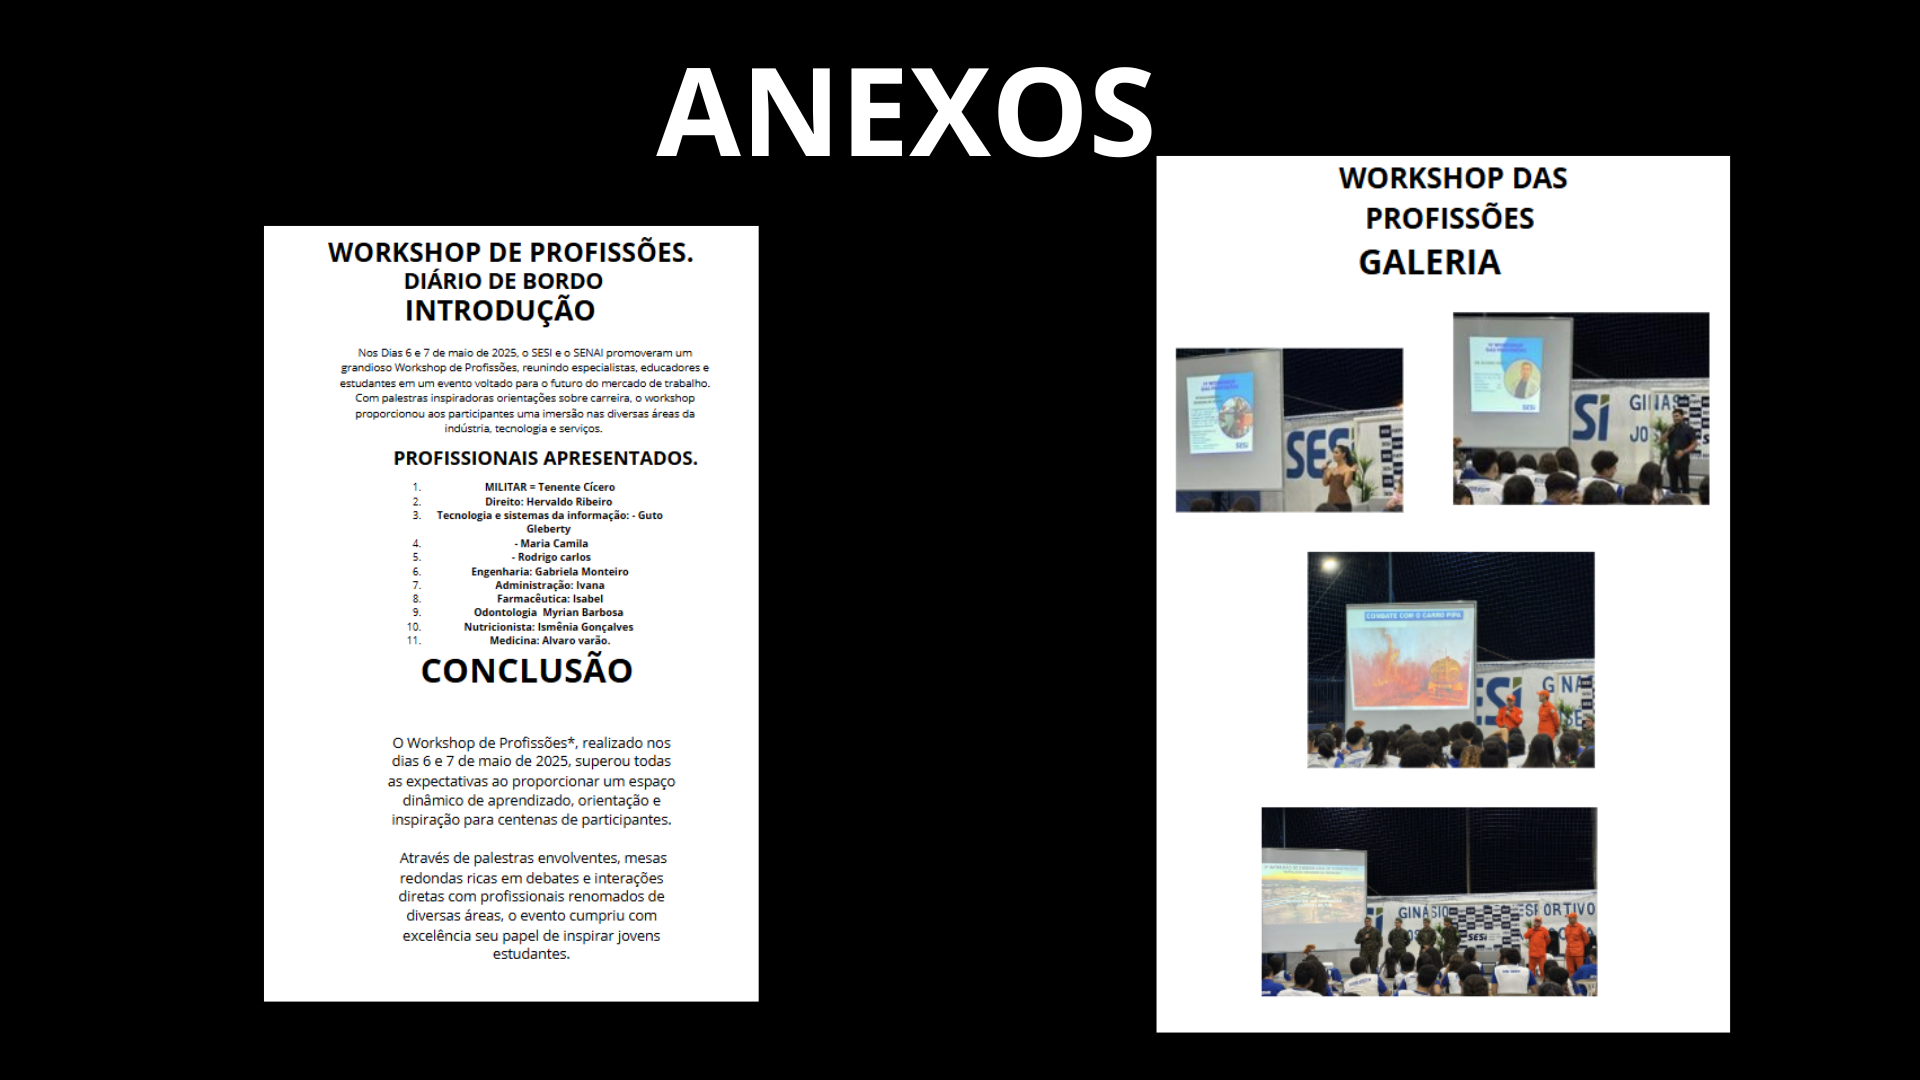 ANEXOS
WORKSHOP DE PROFISSÕES.
DIÁRIO DE BORDO
INTRODUÇÃO
Nos Dias 6 e 7 de maio de 2025, o SESI e o SENAI promoveram um
grandioso Workshop de Profissões, reunindo especialistas, educadores e
estudantes em um evento voltado para o futuro do mercado de trabalho.
Com palestras inspiradoras orientações sobre carreira, o workshop
proporcionou aos participantes uma imersão nas diversas áreas da
indústria, tecnologia e serviços.
PROFISSIONAIS APRESENTADOS.
1. MILITAR = Tenente Cícero
2. Direito: Hervaldo Ribeiro
3. Tecnologia e sistemas da informação: - Guto
Gleberty
4. - Maria Camila
5. - Rodrigo carlos
6. Engenharia: Gabriela Monteiro
7. Administração: Ivana
8. Farmacêutica: Isabel
9. Odontologia Myrian Barbosa
10. Nutricionista: Ismênia Gonçalves
11. Medicina: Alvaro varão.
CONCLUSÃO
O Workshop de Profissões*, realizado nos
dias 6 e 7 de maio de 2025, superou todas
as expectativas ao proporcionar um espaço
dinâmico de aprendizado, orientação e
inspiração para centenas de participantes.
Através de palestras envolventes, mesas
redondas ricas em debates e interações
diretas com profissionais renomados de
diversas áreas, o evento cumpriu com
excelência seu papel de inspirar jovens
estudantes.
WORKSHOP DAS
PROFISSÕES
GALERIA
SESI
COMBATE COM O CARRO PIPA
SESI